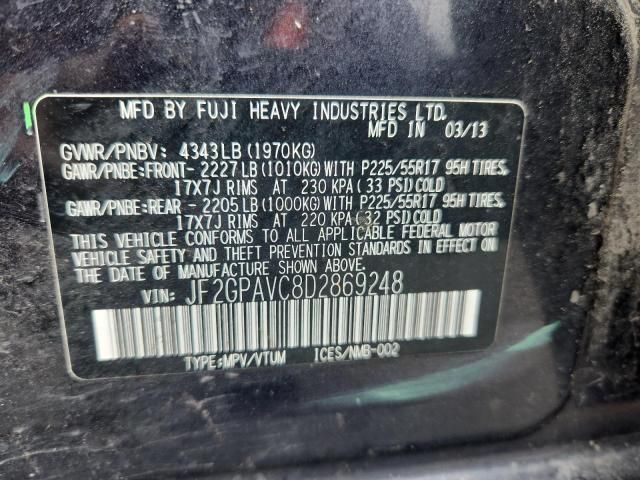 MFD BY FUJI HEAVY INDUSTRIES LTD.
MFD IN 03/13
GVWR/PNBV: 4343LB (1970KG)
GAWR/PNBE:FRONT- 2227LB (1010KG) WITH P225/55R17 95H TIRES,
17X7J RIMS AT 230 KPA (33 PSI) COLD
GAWR/PNBE:REAR - 2205LB (1000KG) WITH P225/55R17 95H TIRES,
17X7J RIMS AT 220 KPA (32 PSI) COLD
THIS VEHICLE CONFORMS TO ALL APPLICABLE FEDERAL MOTOR
VEHICLE SAFETY AND THEFT PREVENTION STANDARDS IN EFFECT ON
THE DATE OF MANUFACTURE SHOWN ABOVE.
VIN: JF2GPAVC8D2869248
TYPE:MPV/VTUM ICES/NMB-002